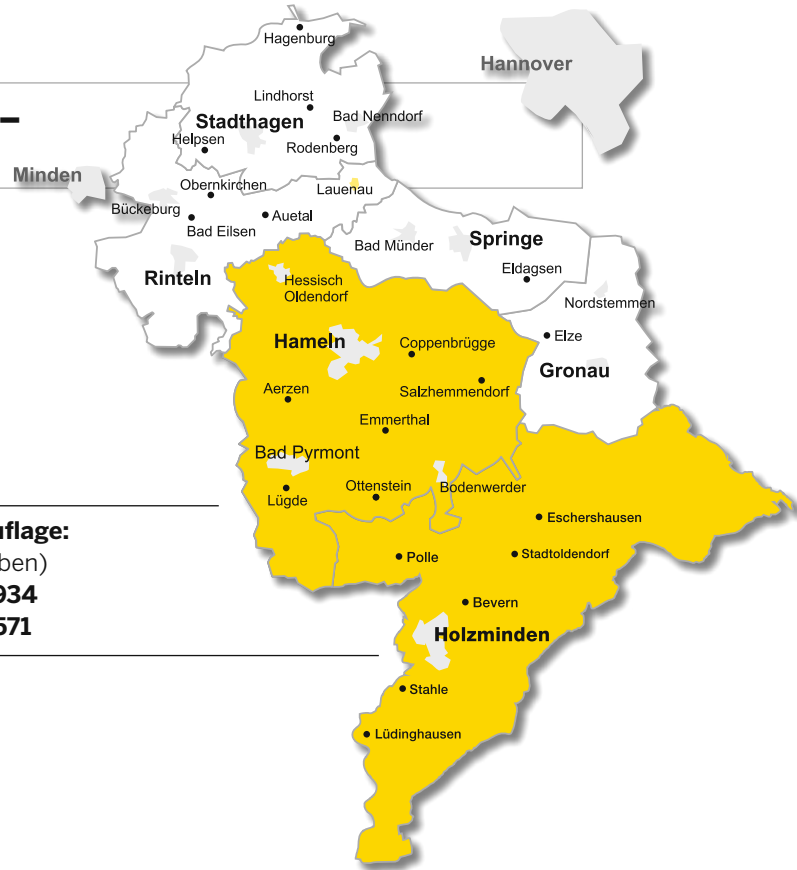 Hagenburg
Hannover
Lindhorst
–
Stadthagen
Bad Nenndorf
Helpsen
Rodenberg
Minden
Obernkirchen
Lauenau
Bückeburg
Auetal
Bad Eilsen
Bad Münder
Springe
Rinteln
Eldagsen
Hessisch
Oldendorf
Nordstemmen
Hameln
Coppenbrügge
Elze
Gronau
Aerzen
Salzhemmendorf
Emmerthal
Bad Pyrmont
Ottenstein
Bodenwerder
Lügde
Eschershausen
uflage:
ben)
934
571
Polle
Stadtoldendorf
Bevern
Holzminden
Stahle
Lüdinghausen